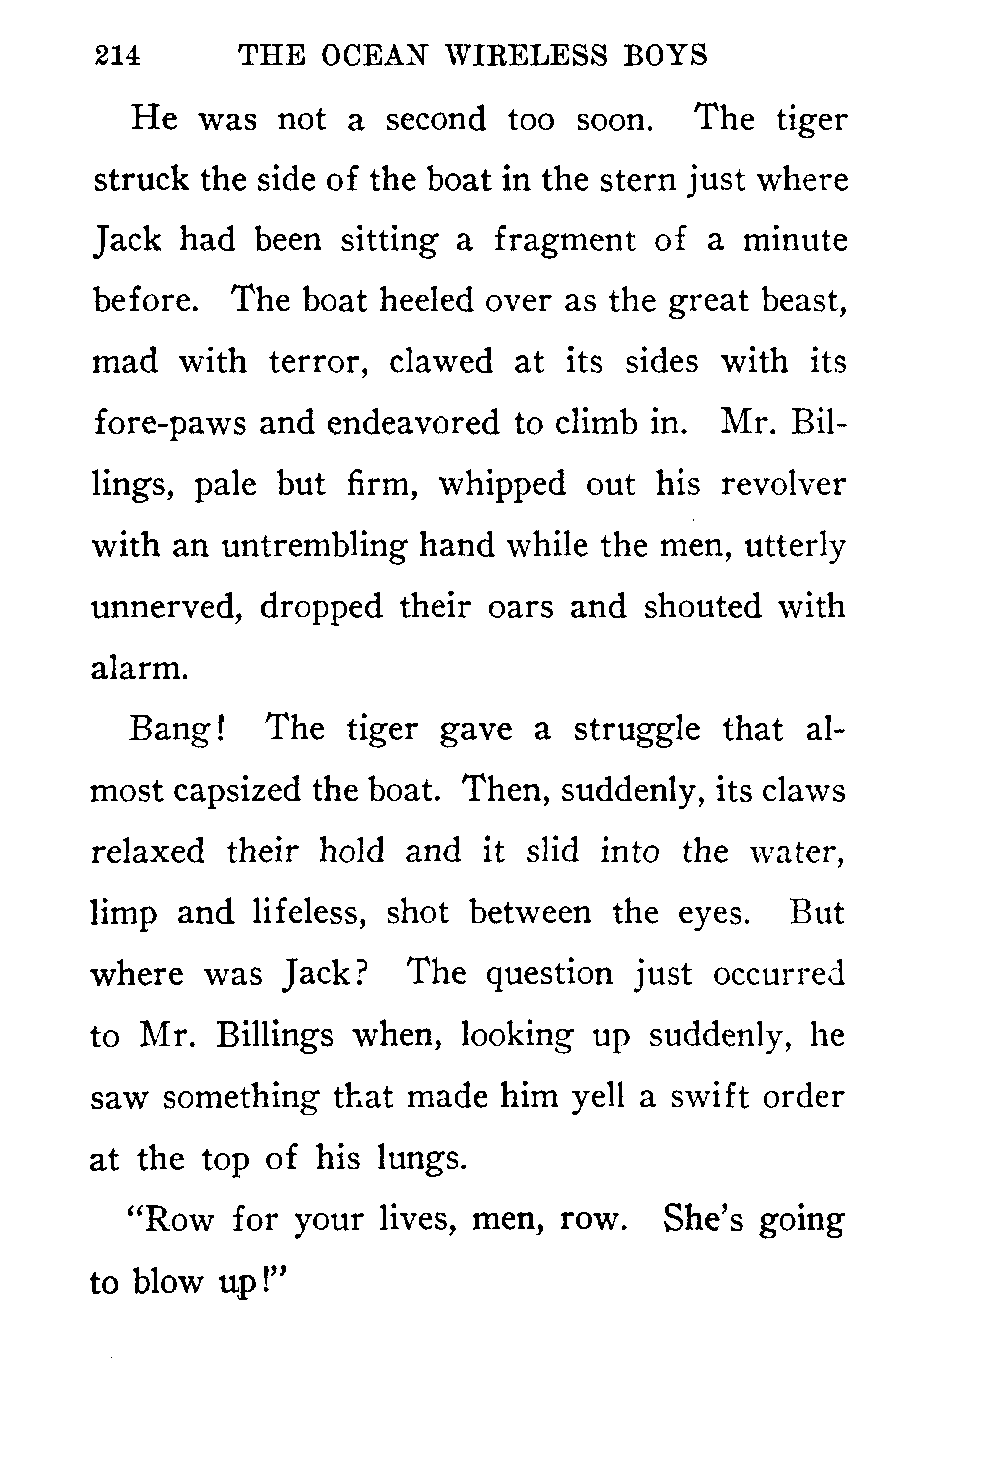 214 THE OCEAN WIRELESS BOYS
He was not a second too soon. The tiger
struck the side of the boat in the stern just where
Jack had been sitting a fragment of a minute
before. The boat heeled over as the great beast,
mad with terror, clawed at its sides with its
fore-paws and endeavored to climb in. Mr. Bil-
lings, pale but firm, whipped out his revolver
with an untrembling hand while the men, utterly
unnerved, dropped their oars and shouted with
alarm.
Bang! The tiger gave a struggle that al-
most capsized the boat. Then, suddenly, its claws
relaxed their hold and it slid into the water,
limp and lifeless, shot between the eyes. But
where was Jack? The question just occurred
to Mr. Billings when, looking up suddenly, he
saw something that made him yell a swift order
at the top of his lungs.
“Row for your lives, men, row. She’s going
to blow up!”